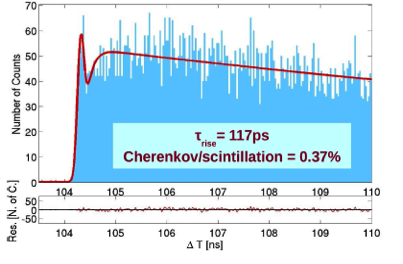 70
60
50
40
30
20
10
0
Number of Counts
τrise= 117ps
Cherenkov/scintillation = 0.37%
104 105 106 107 108 109 110
Res. [N. of C.]
50
0
-50
104 105 106 107 108 109 110
Δ T [ns]